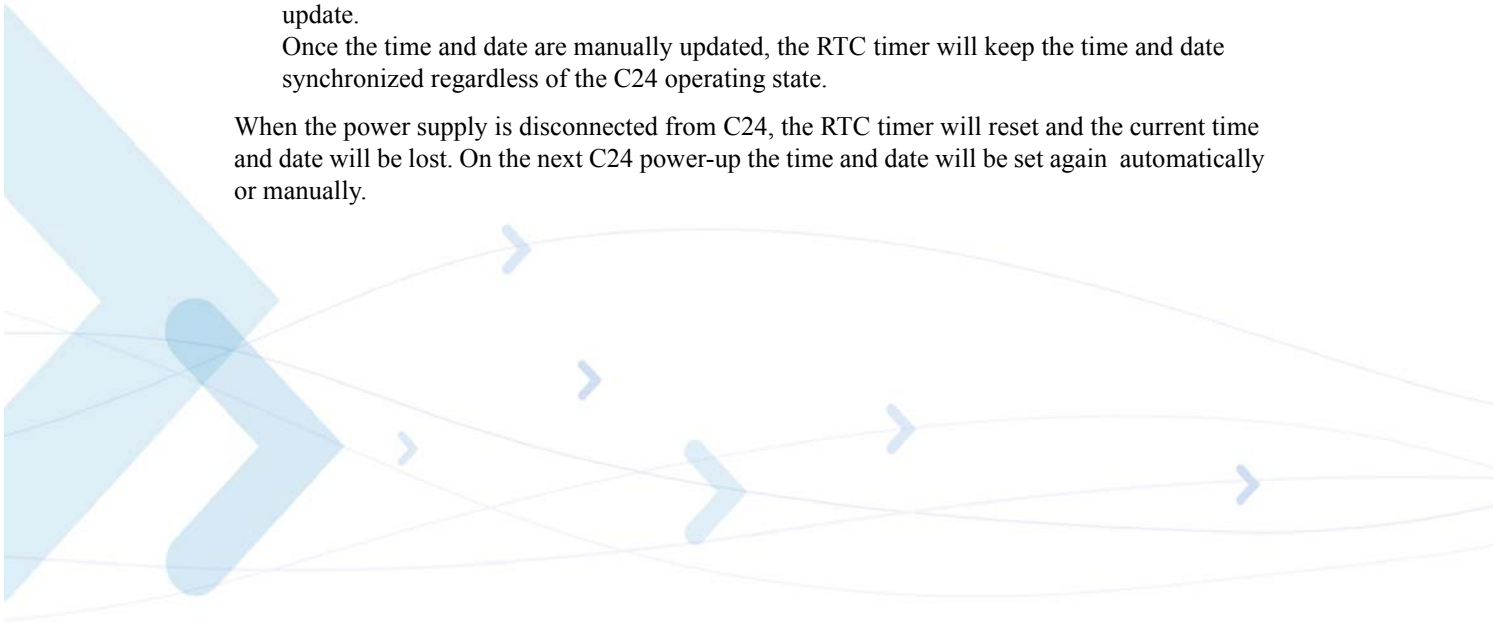 update.
Once the time and date are manually updated, the RTC timer will keep the time and date
synchronized regardless of the C24 operating state.
When the power supply is disconnected from C24, the RTC timer will reset and the current time
and date will be lost. On the next C24 power-up the time and date will be set again  automatically
or manually.